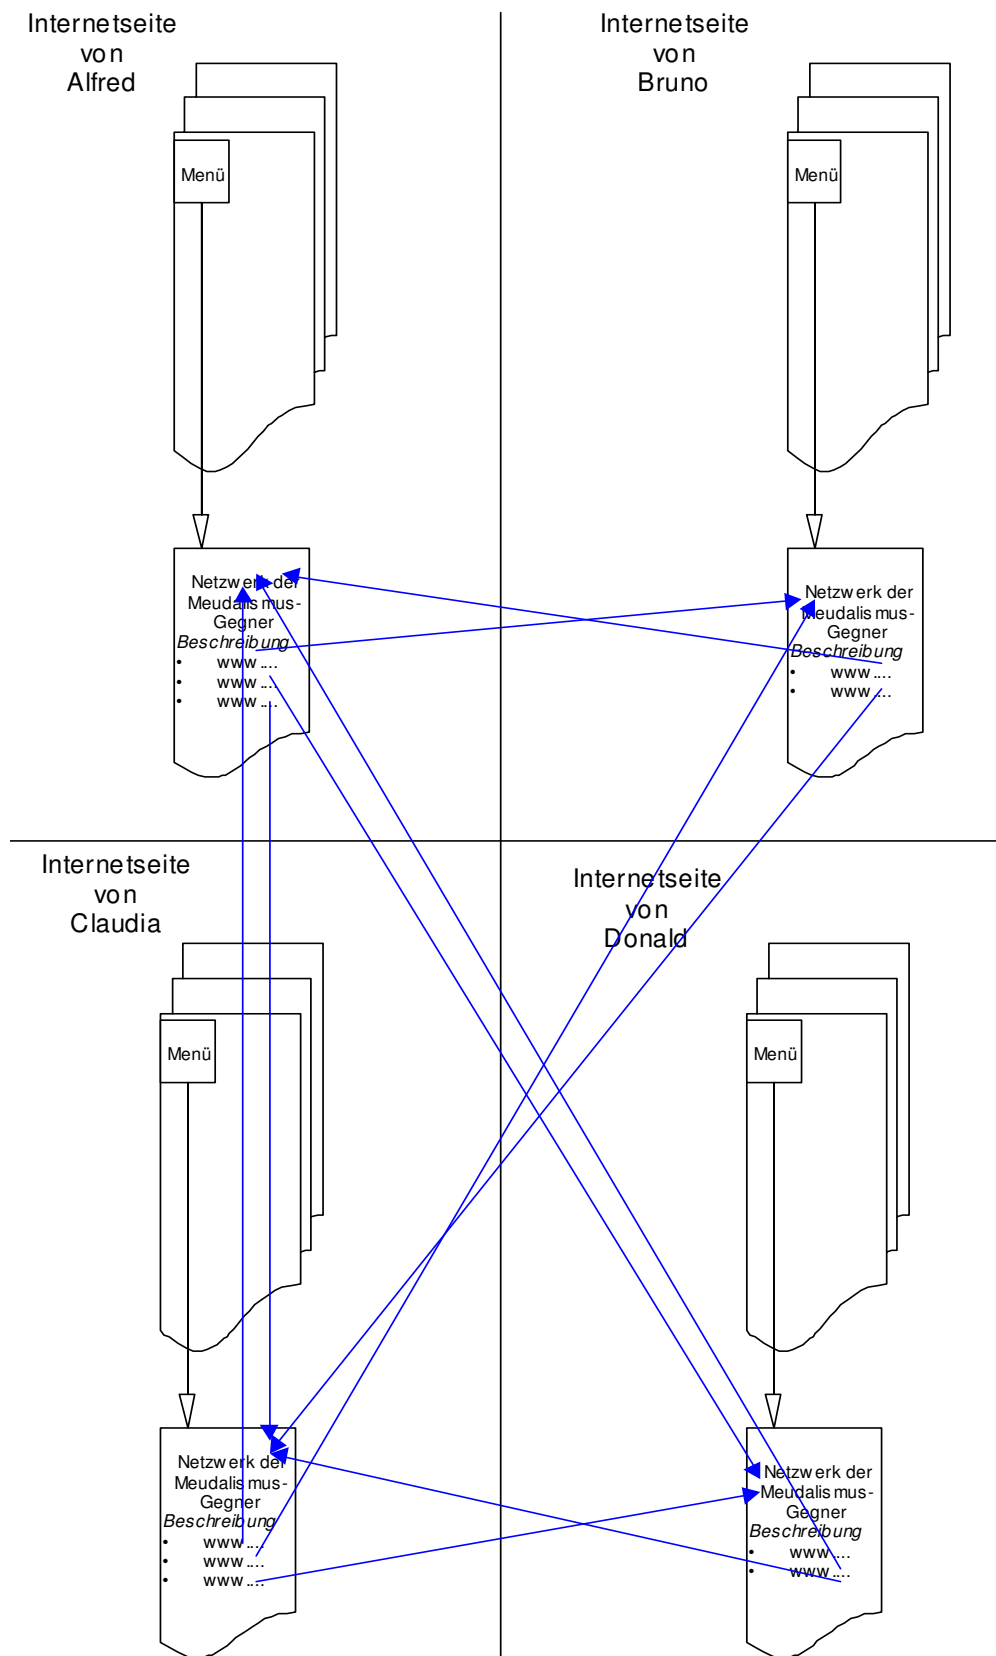 Internetseite
von
Alfred
Menü
Netzwerk der
Meudalismus-
Gegner
Beschreibung
• www....
• www....
• www....
Internetseite
von
Bruno
Menü
Netzwerk der
Meudalismus-
Gegner
Beschreibung
• www....
• www....
Internetseite
von
Claudia
Menü
Netzwerk der
Meudalismus-
Gegner
Beschreibung
• www....
• www....
• www....
Internetseite
von
Donald
Menü
Netzwerk der
Meudalismus-
Gegner
Beschreibung
• www....
• www....